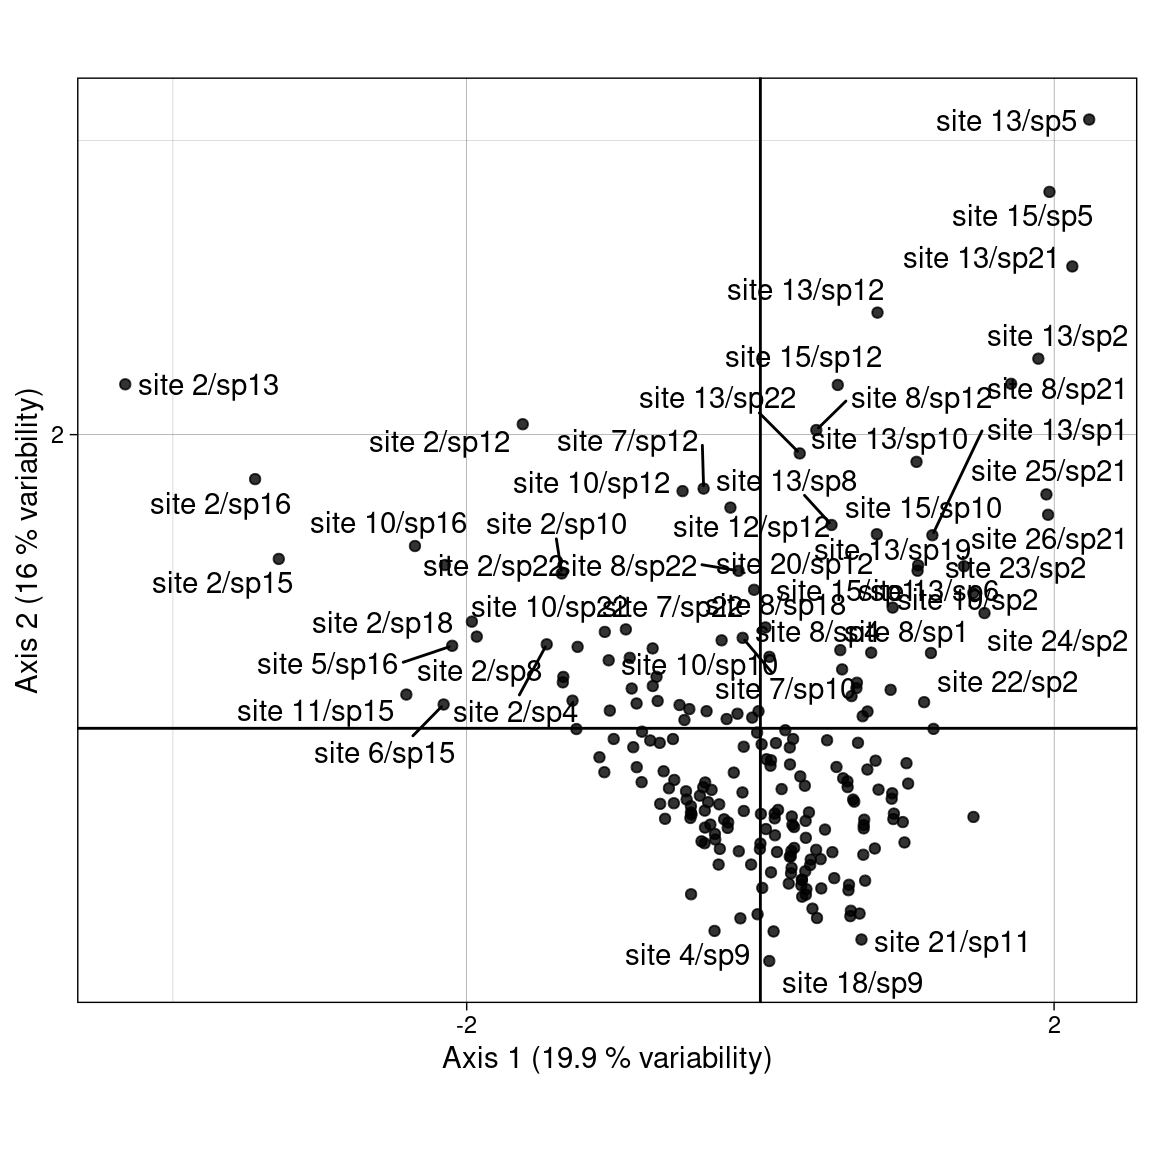 site 13/sp5
site 15/sp5
site 13/sp21
site 13/sp12
site 13/sp2
site 15/sp12
site 2/sp13
site 8/sp21
site 13/sp22
site 8/sp12
site 13/sp1
site 2/sp12
site 7/sp12
site 13/sp10
2
site 25/sp21
site 10/sp12
site 13/sp8
site 2/sp16
site 15/sp10
site 10/sp16
site 2/sp10
site 12/sp12
site 26/sp21
site 13/sp19
site 2/sp22
site 8/sp22
site 20/sp12
site 23/sp2
site 2/sp15
site 13/sp6
site 10/sp22
site 7/sp22
site 8/sp18
site 2/sp18
site 8/sp4
site 8/sp1
site 24/sp2
site 5/sp16
site 2/sp8
site 10/sp10
site 7/sp10
site 22/sp2
site 11/sp15
site 2/sp4
site 6/sp15
site 4/sp9
site 21/sp11
site 18/sp9
-2
2
Axis 1 (19.9 % variability)
Axis 2 (16 % variability)